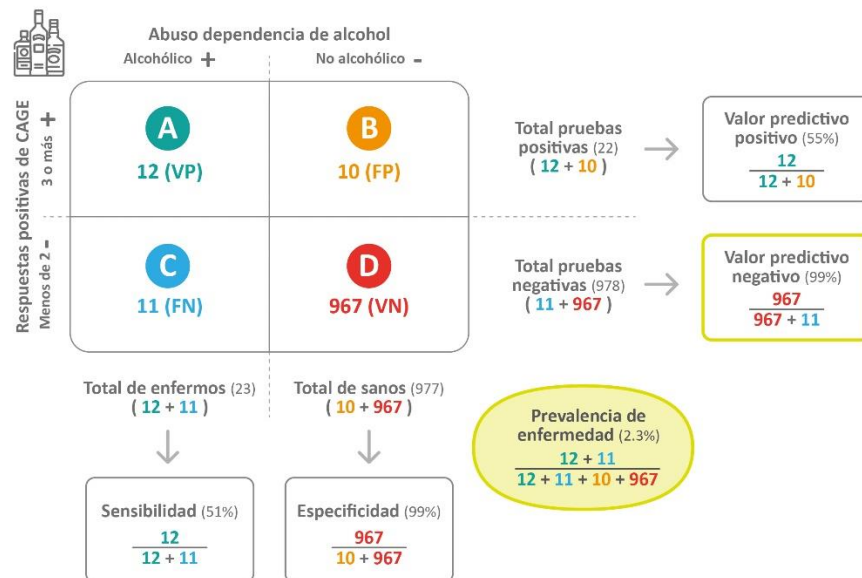 Abuso dependencia de alcohol
Alcohólico +
No alcohólico -
Respuestas positivas de CAGE
3 o más +
Menos de 2 -
A
12 (VP)
B
10 (FP)
C
11 (FN)
D
967 (VN)
Total pruebas
positivas (22)
( 12 + 10 )
Valor predictivo
positivo (55%)
12
12 + 10
Total pruebas
negativas (978)
( 11 + 967 )
Valor predictivo
negativo (99%)
967
967 + 11
Total de enfermos (23)
( 12 + 11 )
Total de sanos (977)
( 10 + 967 )
Prevalencia de
enfermedad (2.3%)
12 + 11
12 + 11 + 10 + 967
Sensibilidad (51%)
12
12 + 11
Especificidad (99%)
967
10 + 967